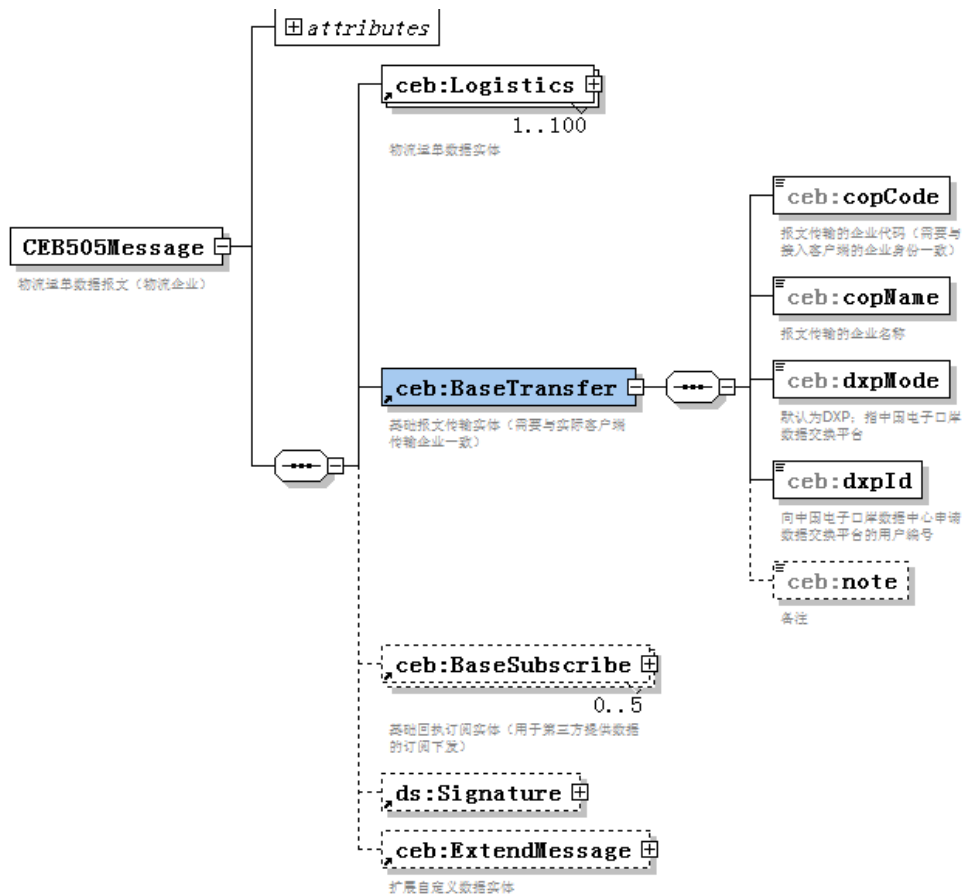 attributes
ceb:Logistics
1..100
物流运单数据实体
CEB505Message
物流运单数据报文（物流企业）
ceb:BaseTransfer
基础报文传输实体（需要与实际客户端
传输企业一致）
ceb:copCode
报文传输的企业代码（需要与
接入客户端的企业身份一致）
ceb:copName
报文传输的企业名称
ceb:dxpMode
默认为DXP；指中国电子口岸
数据交换平台
ceb:dxpId
向中国电子口岸数据中心申请
数据交换平台的用户编号
ceb:note
备注
ceb:BaseSubscribe
0..5
基础回执订阅实体（用于第三方提供数据
的订阅下发）
ds:Signature
ceb:ExtendMessage
扩展自定义数据实体